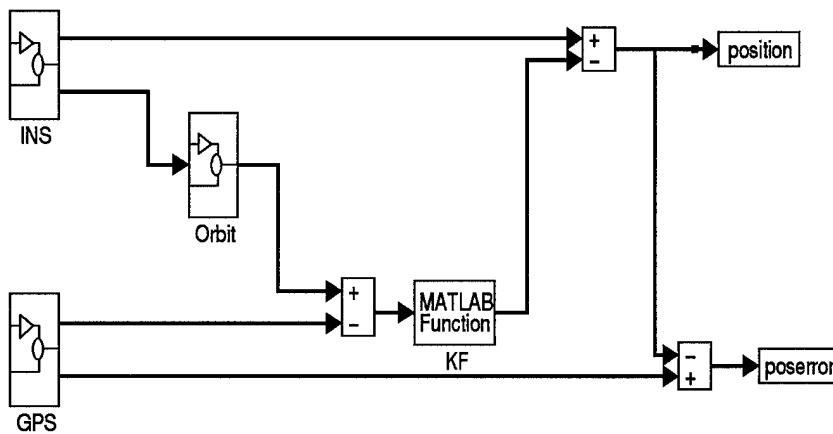 +
−
position
INS
Orbit
+
−
MATLAB
Function
KF
−
+
poserror
GPS